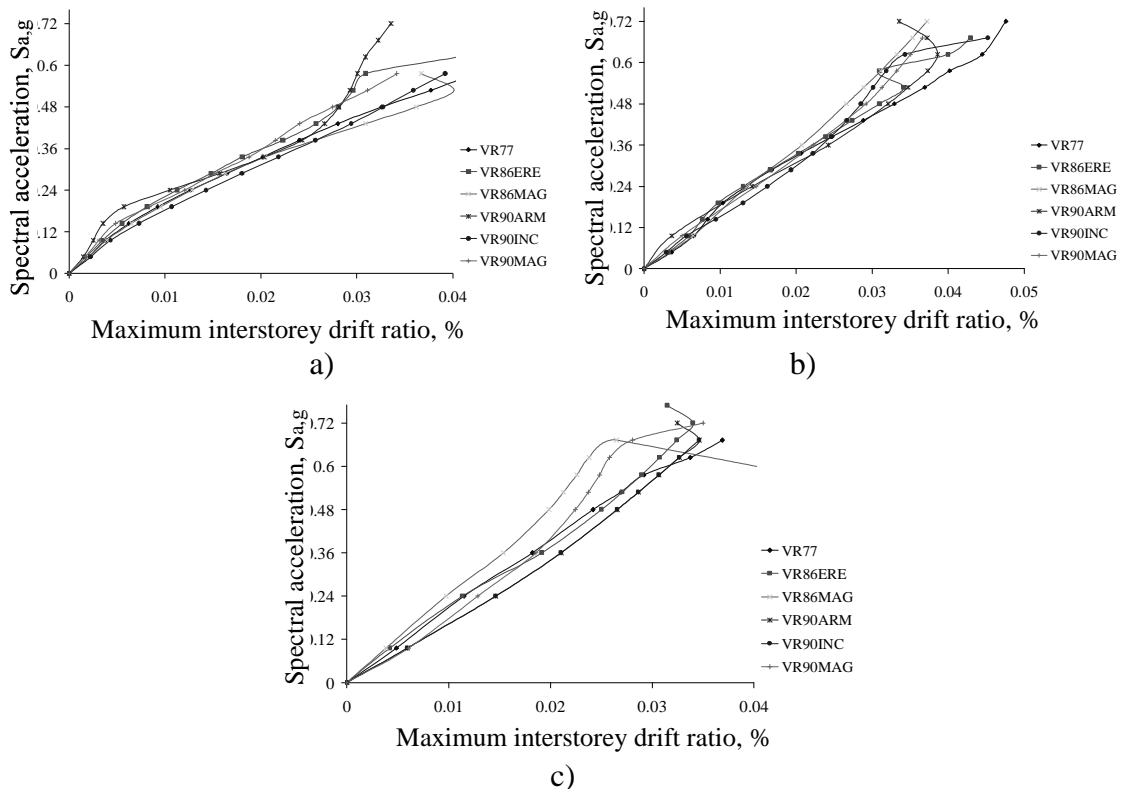 Spectral acceleration, Sa,g
0.72
0.6
0.48
0.36
0.24
0.12
0
0
0.01
0.02
0.03
0.04
Maximum interstorey drift ratio, %
VR77
VR86ERE
VR86MAG
VR90ARM
VR90INC
VR90MAG
a)
Spectral acceleration, Sa,g
0.72
0.6
0.48
0.36
0.24
0.12
0
0
0.01
0.02
0.03
0.04
0.05
Maximum interstorey drift ratio, %
VR77
VR86ERE
VR86MAG
VR90ARM
VR90INC
VR90MAG
b)
Spectral acceleration, Sa,g
0.72
0.6
0.48
0.36
0.24
0.12
0
0
0.01
0.02
0.03
0.04
Maximum interstorey drift ratio, %
VR77
VR86ERE
VR86MAG
VR90ARM
VR90INC
VR90MAG
c)